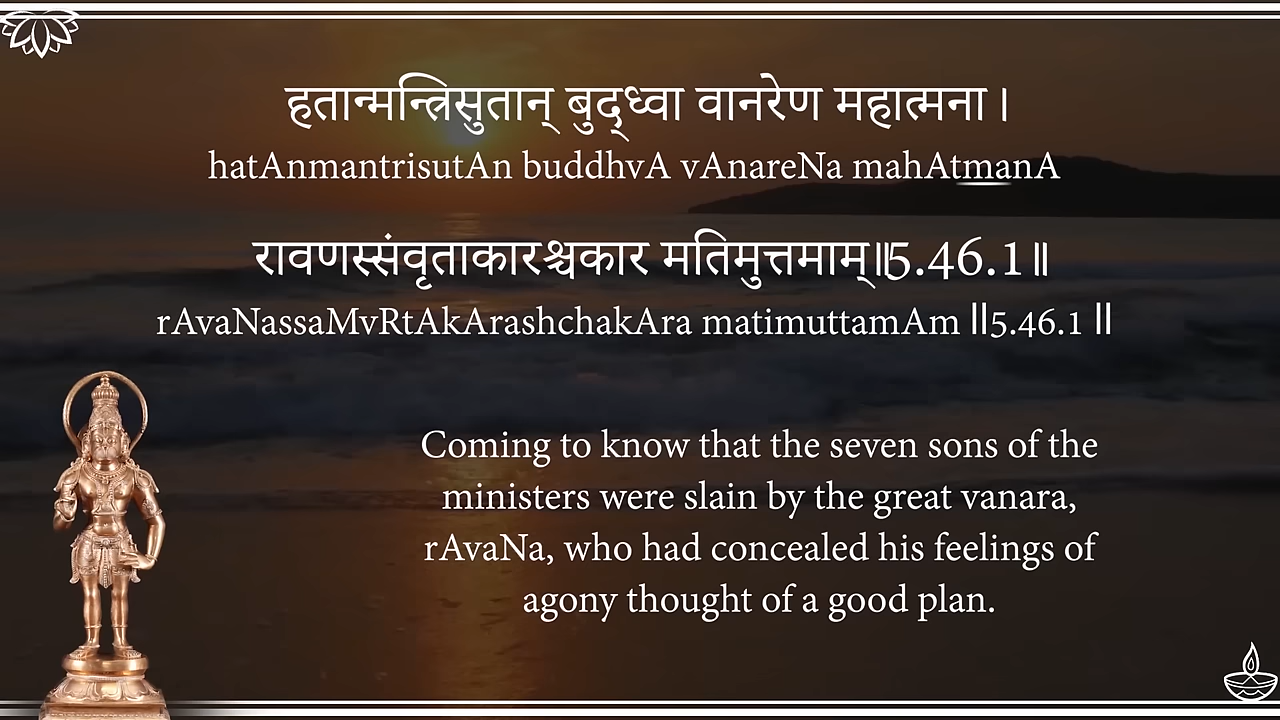 हतान्मन्त्रिसुतान् बुद्ध्वा वानरेण महात्मना।
hatAnmantrisutAn buddhvA vAnareNa mahAtmanA
रावणस्संवृताकारश्चकार मतिमुत्तमाम्॥5.46.1॥
rAvaNassaMvRtAkArashchakAra matimuttamAm ॥5.46.1 ॥
Coming to know that the seven sons of the
ministers were slain by the great vanara,
rAvaNa, who had concealed his feelings of
agony thought of a good plan.